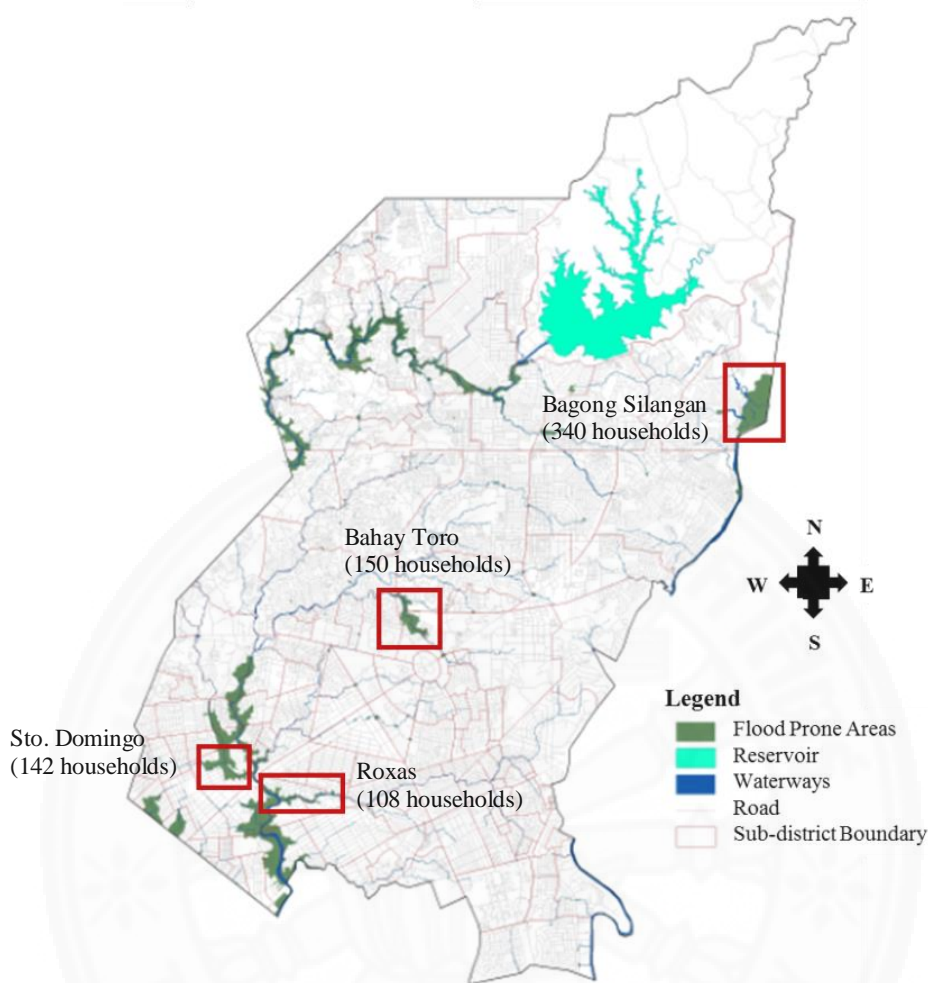 Bagong Silangan
(340 households)
Bahay Toro
(150 households)
N
W
E
S
Legend
Flood Prone Areas
Reservoir
Waterways
Road
Sub-district Boundary
Sto. Domingo
(142 households)
Roxas
(108 households)